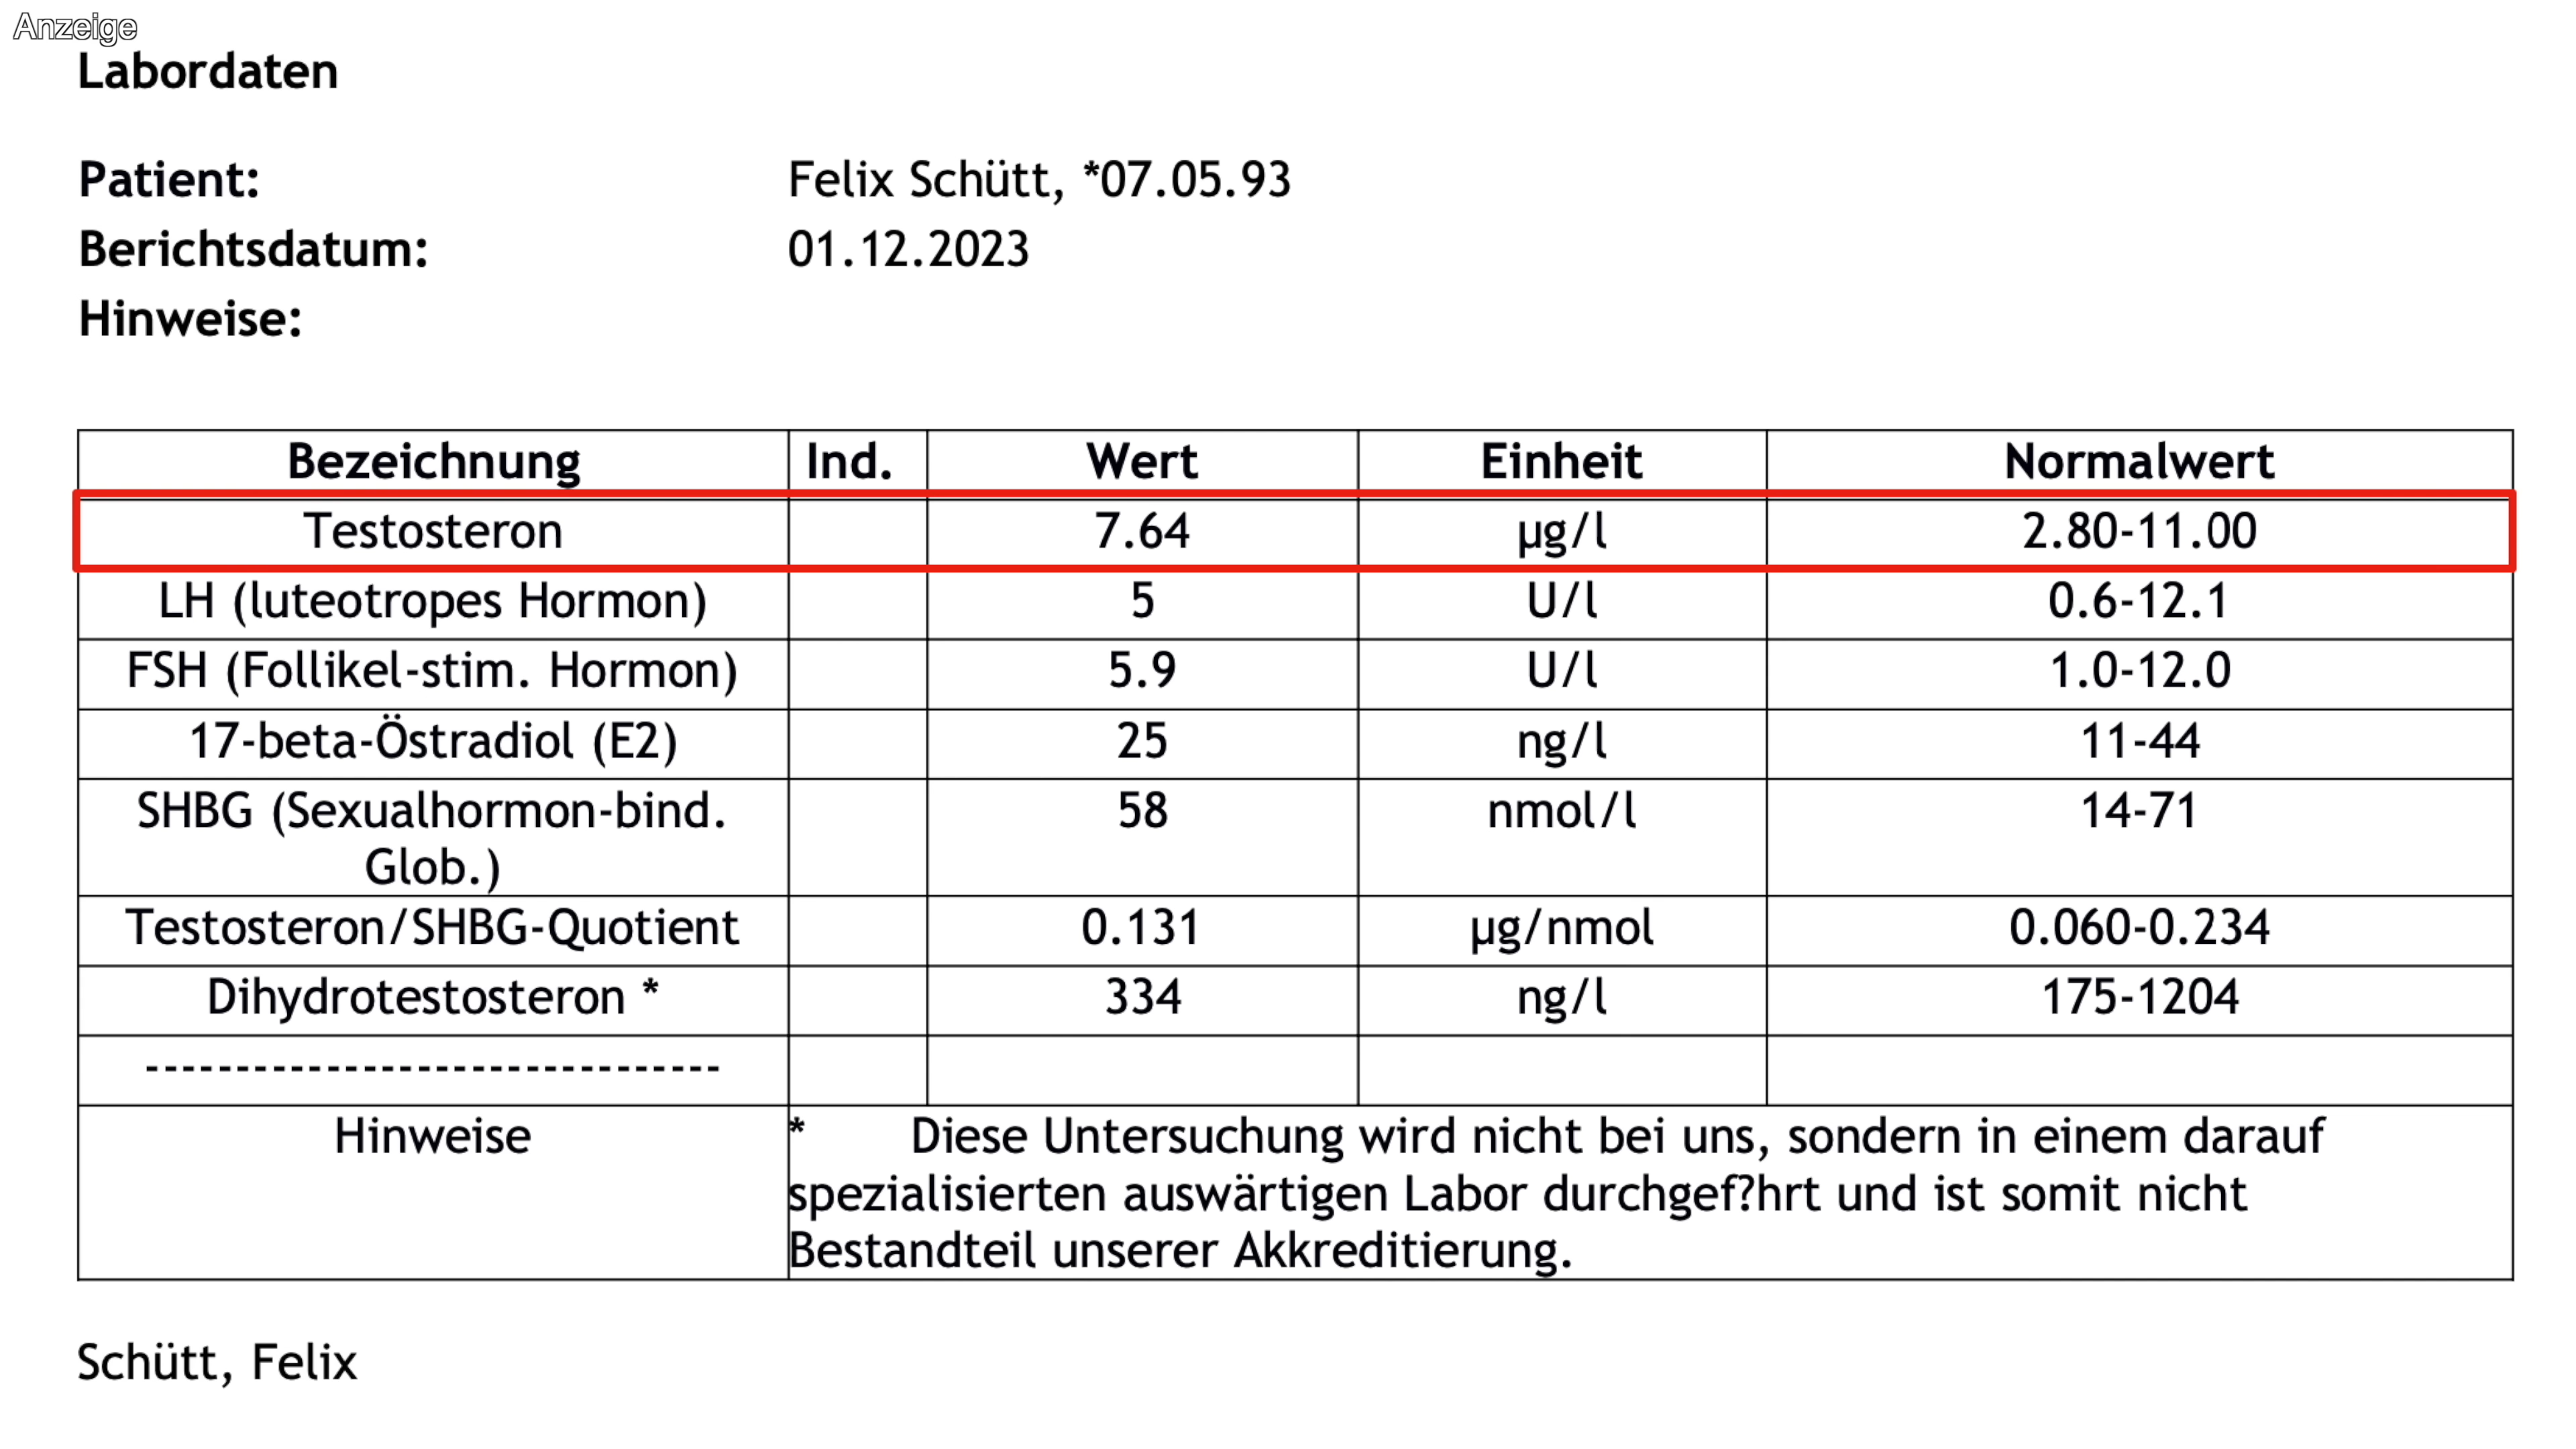 Anzeige
Labordaten
Patient: Felix Schütt, *07.05.93
Berichtsdatum: 01.12.2023
Hinweise:
Bezeichnung Ind. Wert Einheit Normalwert
Testosteron 7.64 µg/l 2.80-11.00
LH (luteotropes Hormon) 5 U/l 0.6-12.1
FSH (Follikel-stim. Hormon) 5.9 U/l 1.0-12.0
17-beta-Östradiol (E2) 25 ng/l 11-44
SHBG (Sexualhormon-bind. 58 nmol/l 14-71
Glob.)
Testosteron/SHBG-Quotient 0.131 µg/nmol 0.060-0.234
Dihydrotestosteron * 334 ng/l 175-1204
--------------------------------
Hinweise * Diese Untersuchung wird nicht bei uns, sondern in einem darauf
spezialisierten auswärtigen Labor durchgef?hrt und ist somit nicht
Bestandteil unserer Akkreditierung.
Schütt, Felix